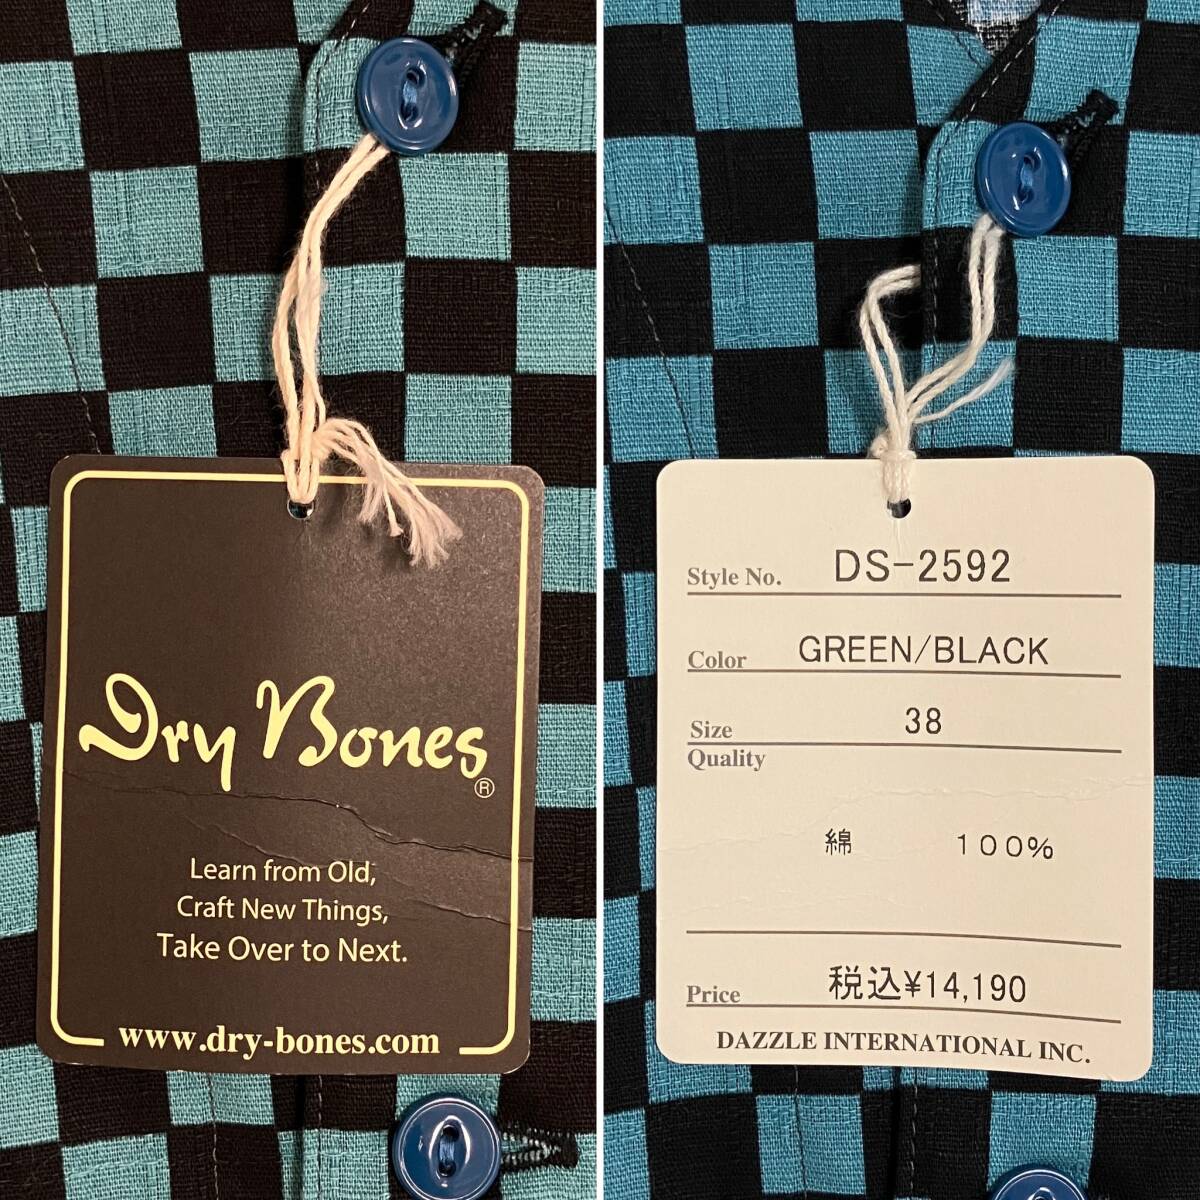 Dry Bones
®
Learn from Old,
Craft New Things,
Take Over to Next.
www.dry-bones.com
Style No. DS-2592
Color GREEN/BLACK
Size 38
Quality
綿 100%
Price 税込¥14,190
DAZZLE INTERNATIONAL INC.